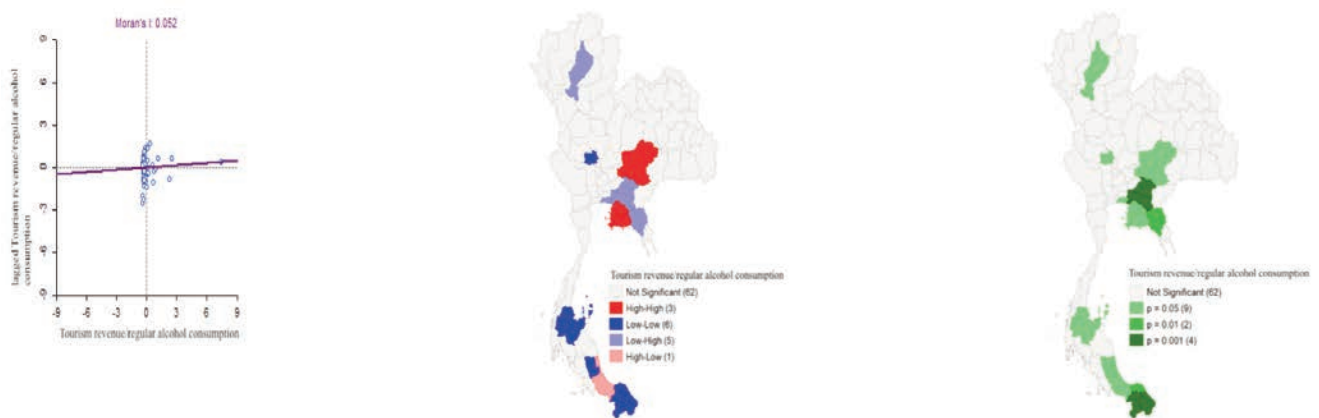 Moran's I: 0.052
lagged Tourism revenue/regular alcohol
consumption
9
6
3
0
-3
-6
-9
-9 -6 -3 0 3 6 9
Tourism revenue/regular alcohol consumption
Tourism revenue/regular alcohol consumption
Not Significant (62)
High-High (3)
Low-Low (6)
Low-High (5)
High-Low (1)
Tourism revenue/regular alcohol consumption
Not Significant (62)
p = 0.05 (9)
p = 0.01 (2)
p = 0.001 (4)